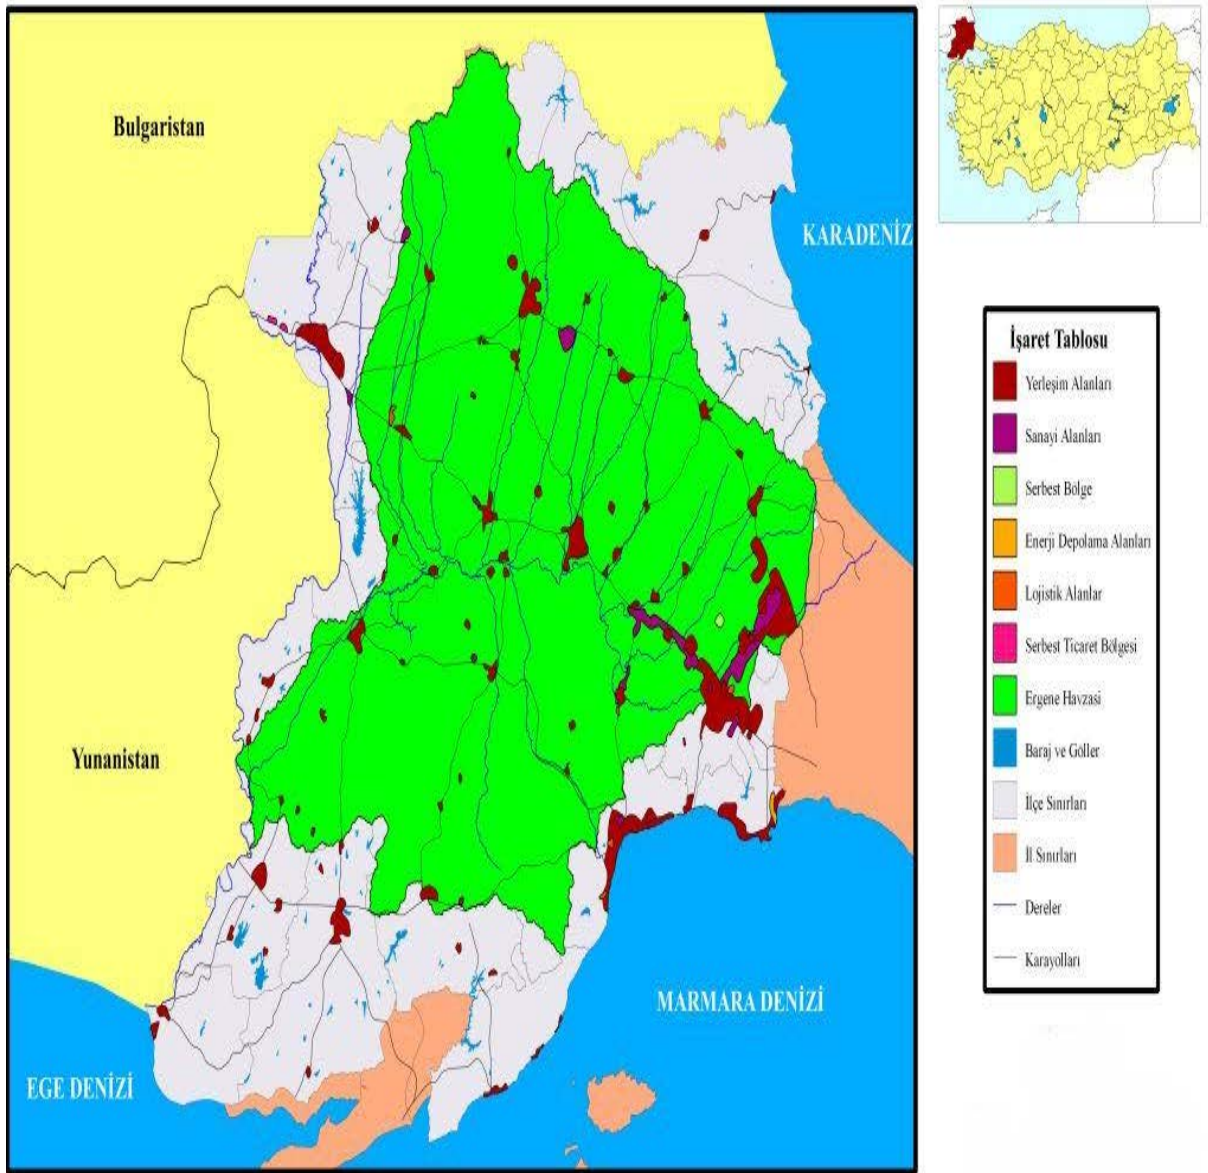 Bulgaristan
KARADENİZ
Yunanistan
MARMARA DENİZİ
EGE DENİZİ
İşaret Tablosu
Yerleşim Alanları
Sanayi Alanları
Serbest Bölge
Enerji Depolama Alanları
Lojistik Alanlar
Serbest Ticaret Bölgesi
Ergene Havzasi
Baraj ve Göller
İlçe Sınırları
İl Sınırları
Dereler
Karayolları